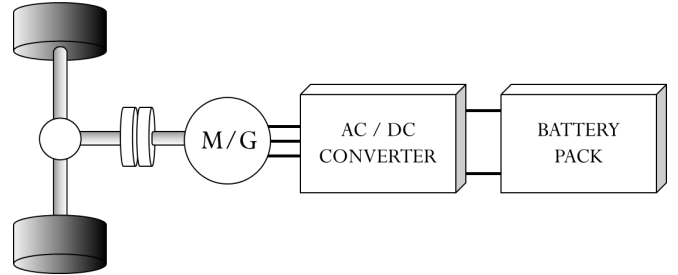 M/G
AC / DC
CONVERTER
BATTERY
PACK